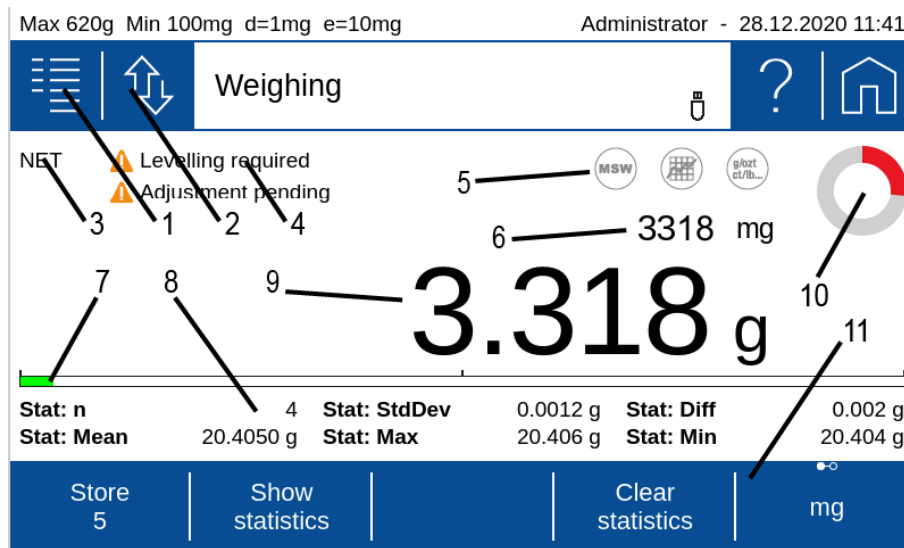 Max 620g Min 100mg d=1mg e=10mg Administrator - 28.12.2020 11:41
Weighing ?
NET Levelling required
Adjustment pending
MSW g/ozt ct/lb...
5
3 1 2 4
3318 mg
6
7 8 9
3.318 g
10
11
Stat: n 4 Stat: StdDev 0.0012 g Stat: Diff 0.002 g
Stat: Mean 20.4050 g Stat: Max 20.406 g Stat: Min 20.404 g
Store 5
Show statistics
Clear statistics
mg